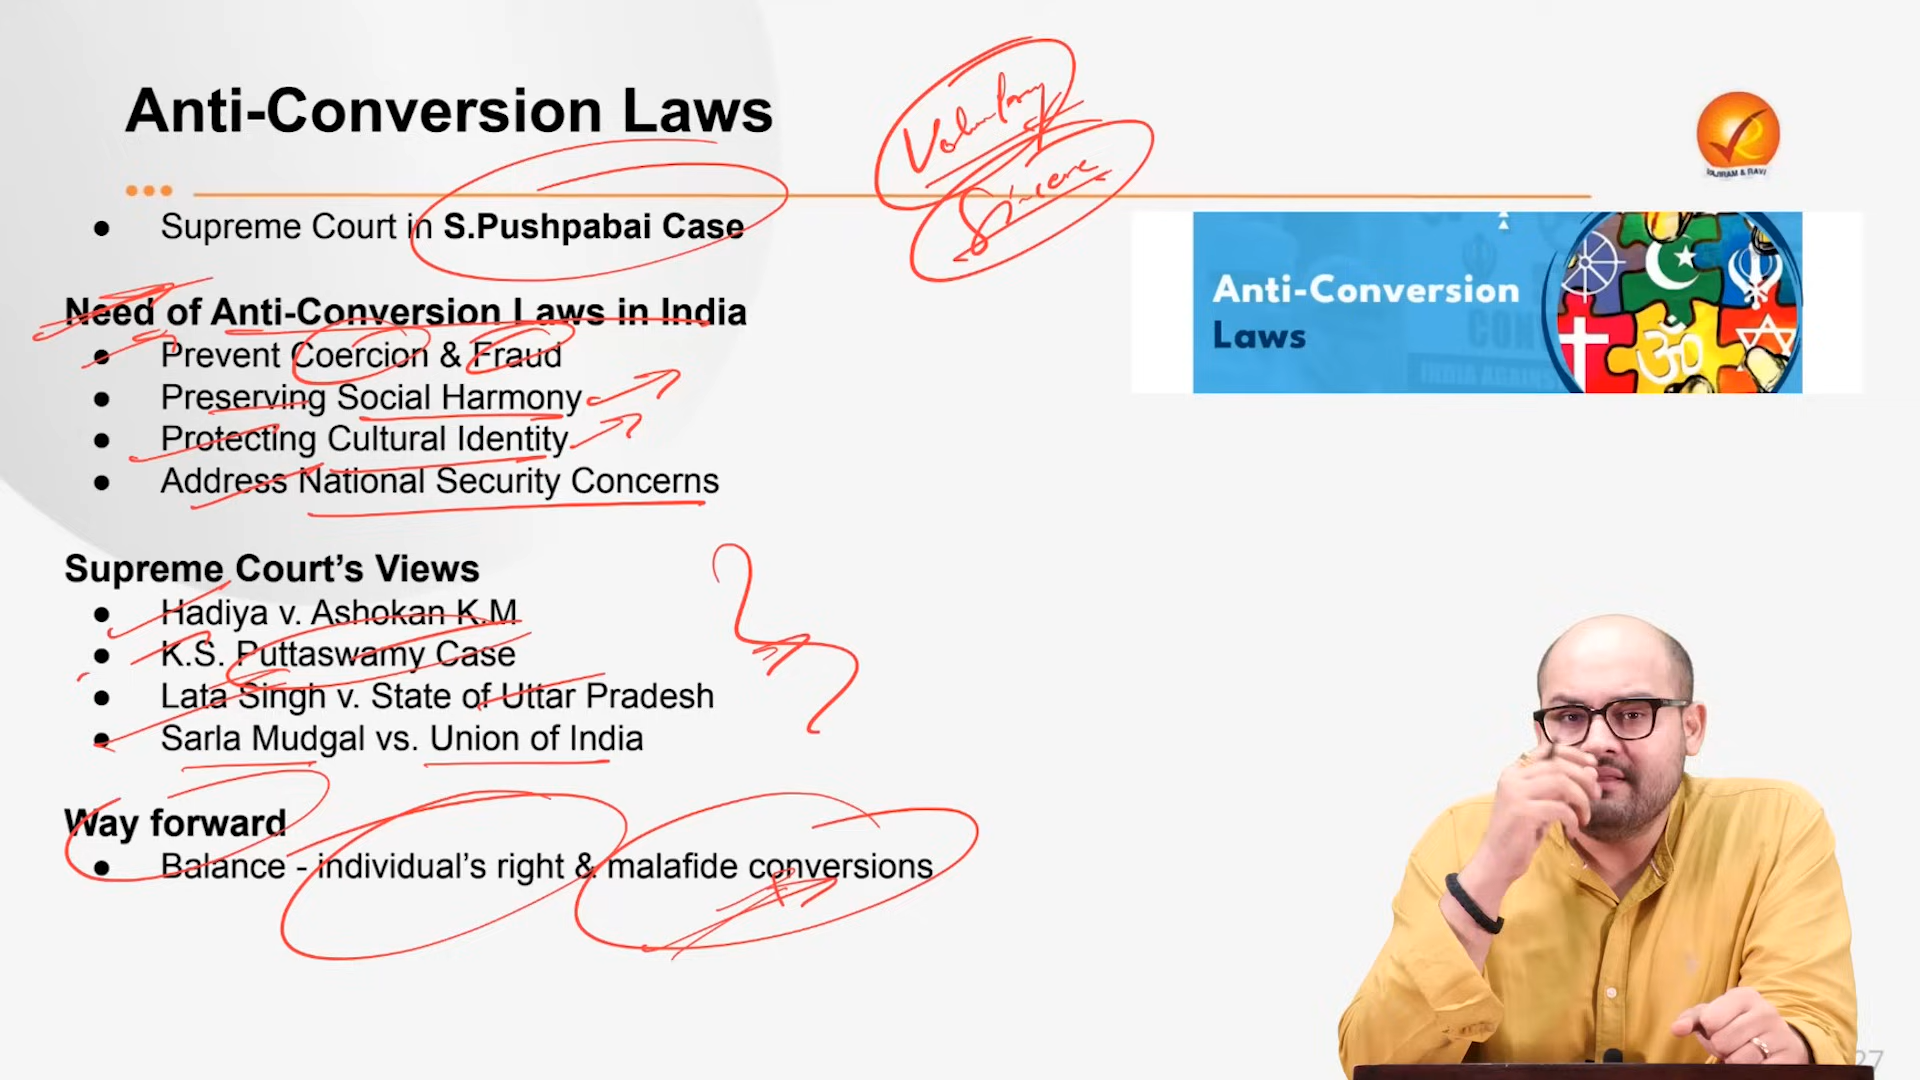 Anti-Conversion Laws
Voluntary
Sincere
VAJIRAM & RAVI
● Supreme Court in S.Pushpabai Case
Need of Anti-Conversion Laws in India
● Prevent Coercion & Fraud
● Preserving Social Harmony
● Protecting Cultural Identity
● Address National Security Concerns
Anti-Conversion
Laws
Supreme Court’s Views
● Hadiya v. Ashokan K.M
● K.S. Puttaswamy Case
● Lata Singh v. State of Uttar Pradesh
● Sarla Mudgal vs. Union of India
Way forward
● Balance - individual’s right & malafide conversions
27